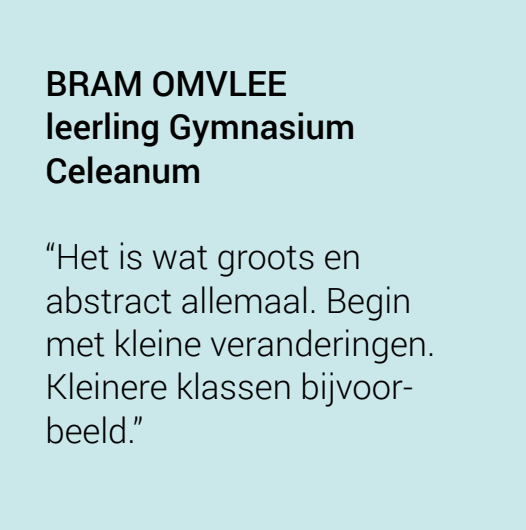 BRAM OMVLEE
leerling Gymnasium
Celeanum
“Het is wat groots en
abstract allemaal. Begin
met kleine veranderingen.
Kleinere klassen bijvoor-
beeld.”